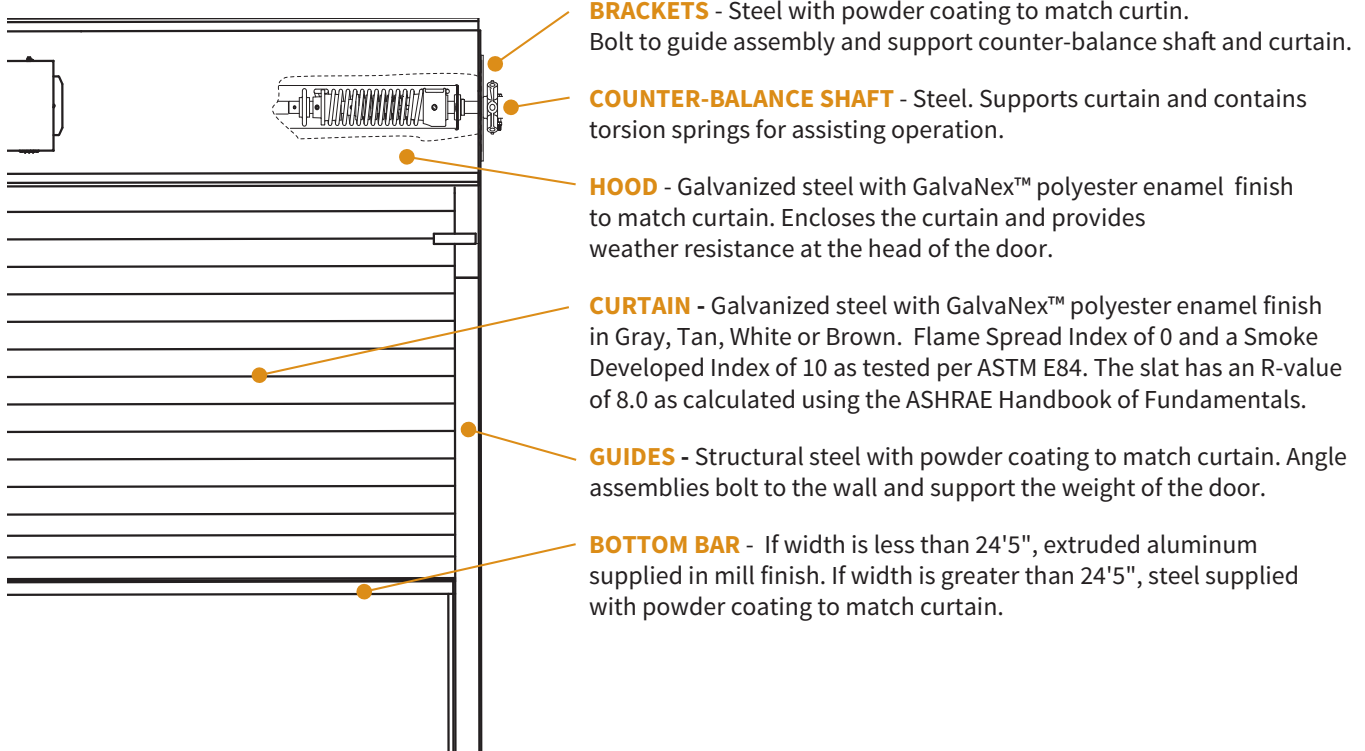 BRACKETS - Steel with powder coating to match curtin.
Bolt to guide assembly and support counter-balance shaft and curtain.
COUNTER-BALANCE SHAFT - Steel. Supports curtain and contains
torsion springs for assisting operation.
HOOD - Galvanized steel with GalvaNex™ polyester enamel finish
to match curtain. Encloses the curtain and provides
weather resistance at the head of the door.
CURTAIN - Galvanized steel with GalvaNex™ polyester enamel finish
in Gray, Tan, White or Brown. Flame Spread Index of 0 and a Smoke
Developed Index of 10 as tested per ASTM E84. The slat has an R-value
of 8.0 as calculated using the ASHRAE Handbook of Fundamentals.
GUIDES - Structural steel with powder coating to match curtain. Angle
assemblies bolt to the wall and support the weight of the door.
BOTTOM BAR - If width is less than 24'5", extruded aluminum
supplied in mill finish. If width is greater than 24'5", steel supplied
with powder coating to match curtain.